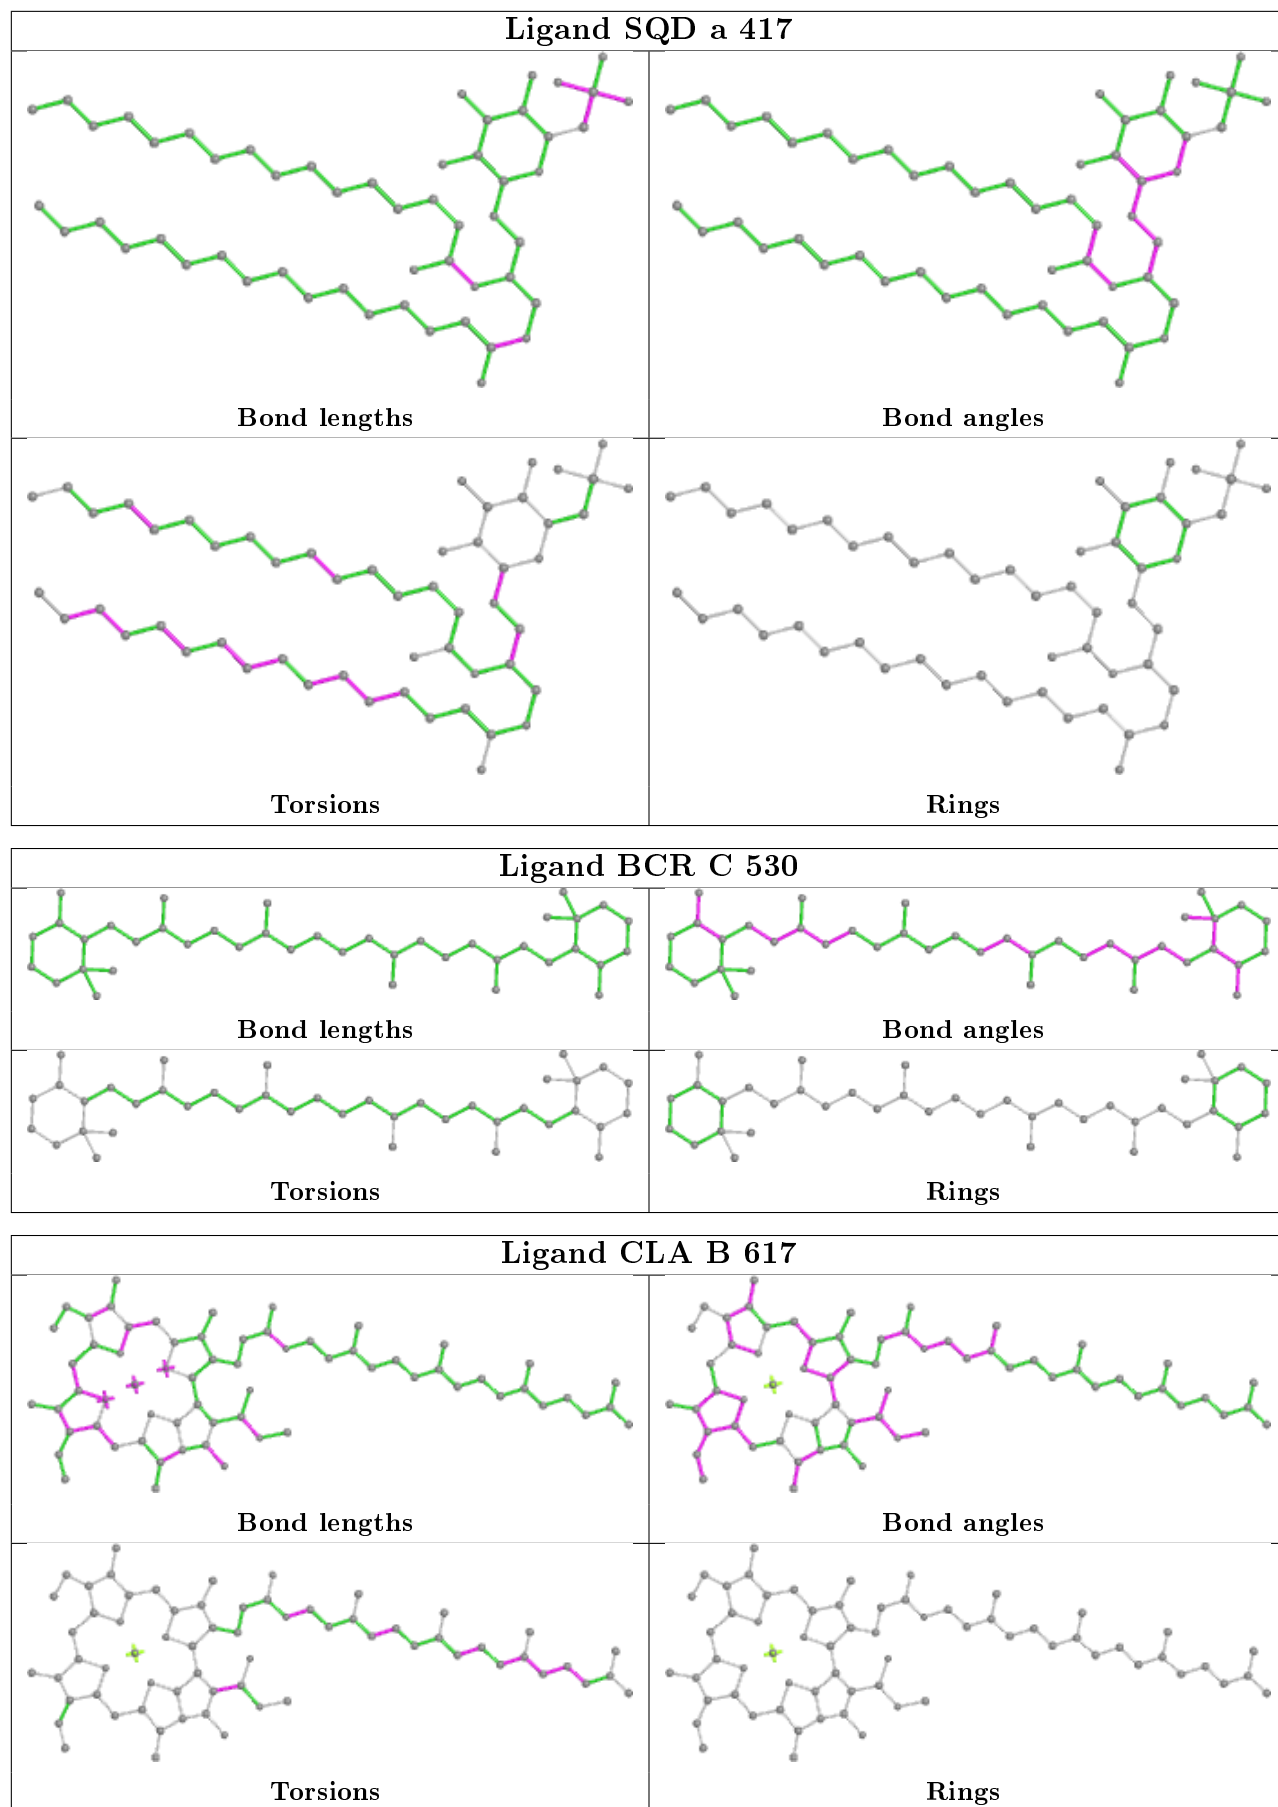 Ligand SQD a 417
Bond lengths
Bond angles
Torsions
Rings
Ligand BCR C 530
Bond lengths
Bond angles
Torsions
Rings
Ligand CLA B 617
Bond lengths
Bond angles
Torsions
Rings